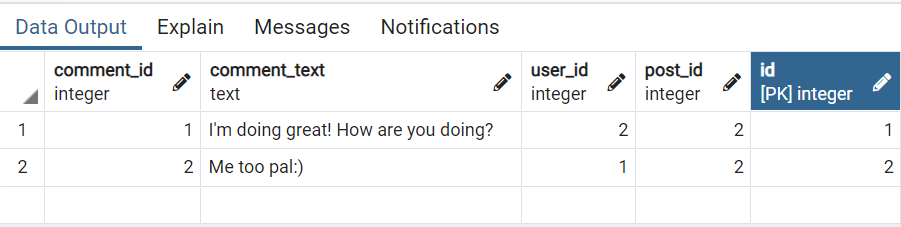 Data Output Explain Messages Notifications
comment_id comment_text user_id post_id id
integer text integer integer [PK] integer
1 1 I'm doing great! How are you doing? 2 2 1
2 2 Me too pal:) 1 2 2